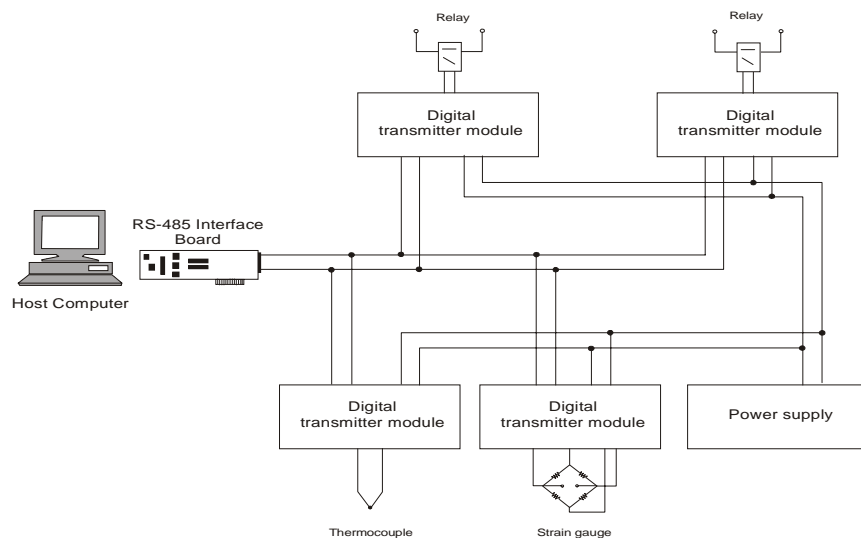 Relay
Relay
Digital
transmitter module
Digital
transmitter module
RS-485 Interface
Board
Host Computer
Digital
transmitter module
Digital
transmitter module
Power supply
Thermocouple
Strain gauge